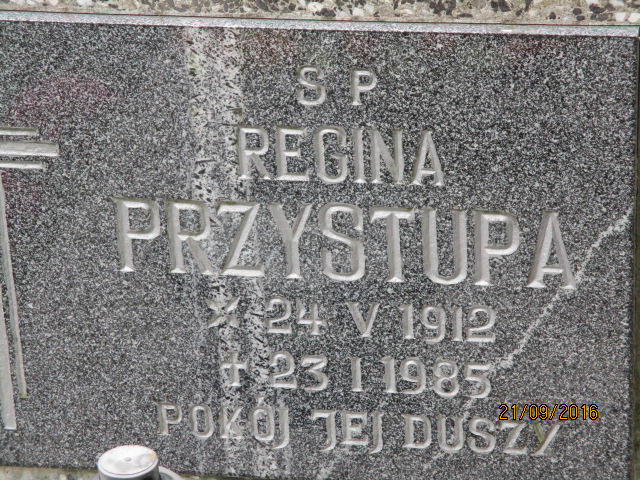 S P
REGINA
PRZYSTUPA
* 24 V 1912
+ 23 I 1985
POKÓJ JEJ DUSZY
21/09/2016